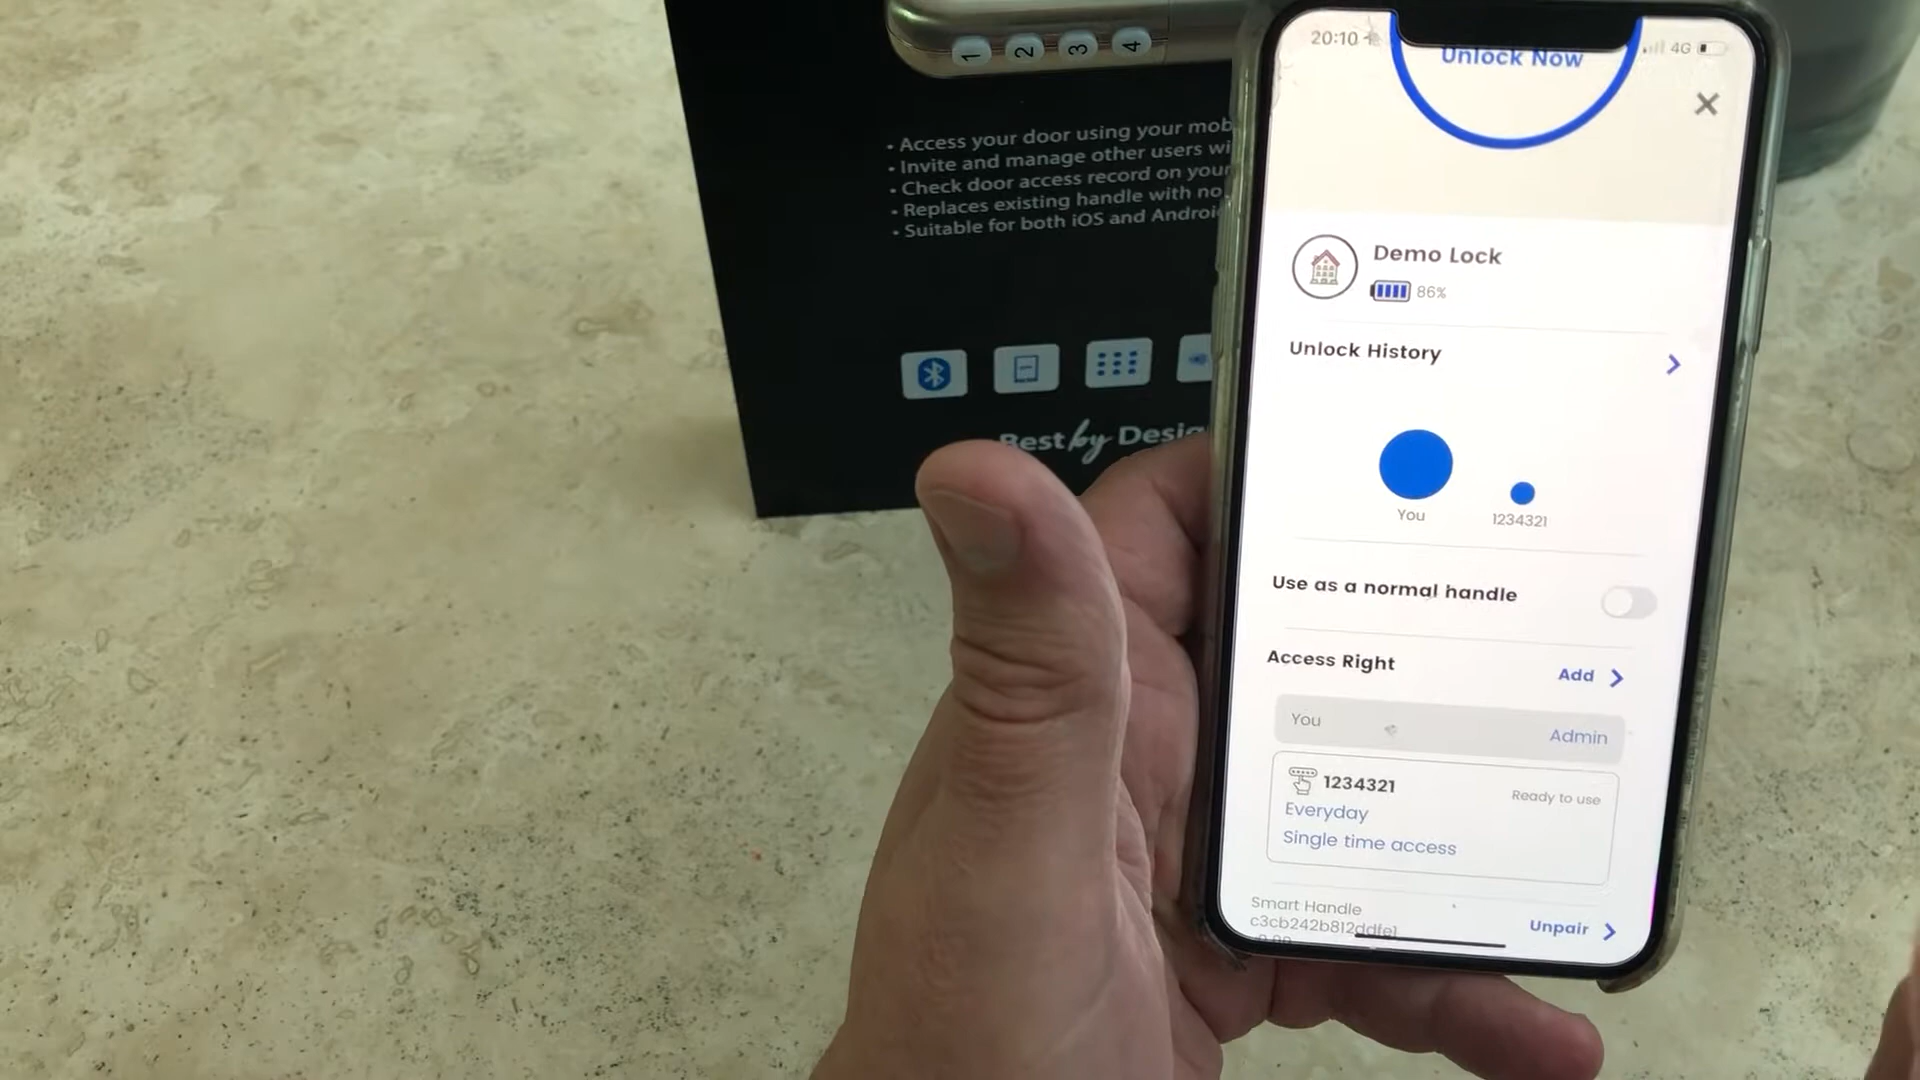 1 2 3 4
• Access your door using your mob
• Invite and manage other users wi
• Check door access record on your
• Replaces existing handle with no
• Suitable for both iOS and Androi
Best by Desig
20:10
4G
Unlock Now
Demo Lock
86%
Unlock History
You
1234321
Use as a normal handle
Access Right
Add
You
Admin
1234321
Ready to use
Everyday
Single time access
Smart Handle
c3cb242b812ddfe1
Unpair